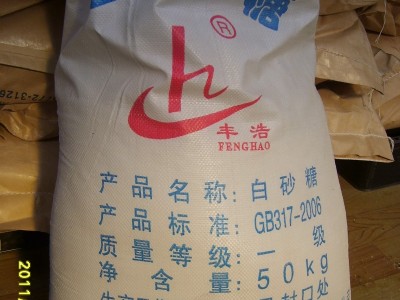 糖
®
丰浩
FENGHAO
产品名称:白砂糖
产品标准:GB317-2006
质量等级:一级
净含量:50kg
2011